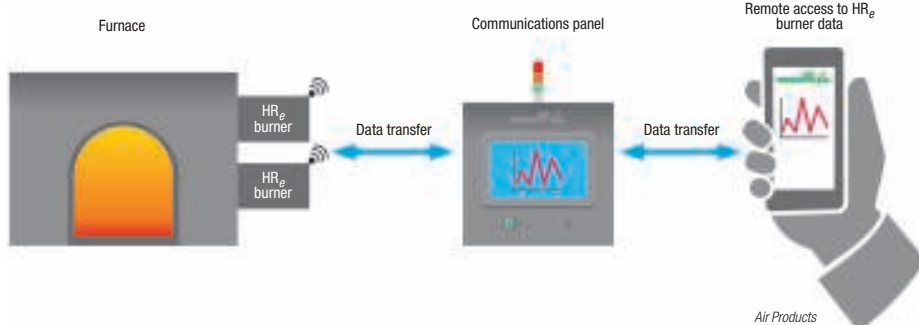 Furnace
Communications panel
Remote access to HRe
burner data
HRe
burner
Data transfer
Data transfer
HRe
burner
Air Products